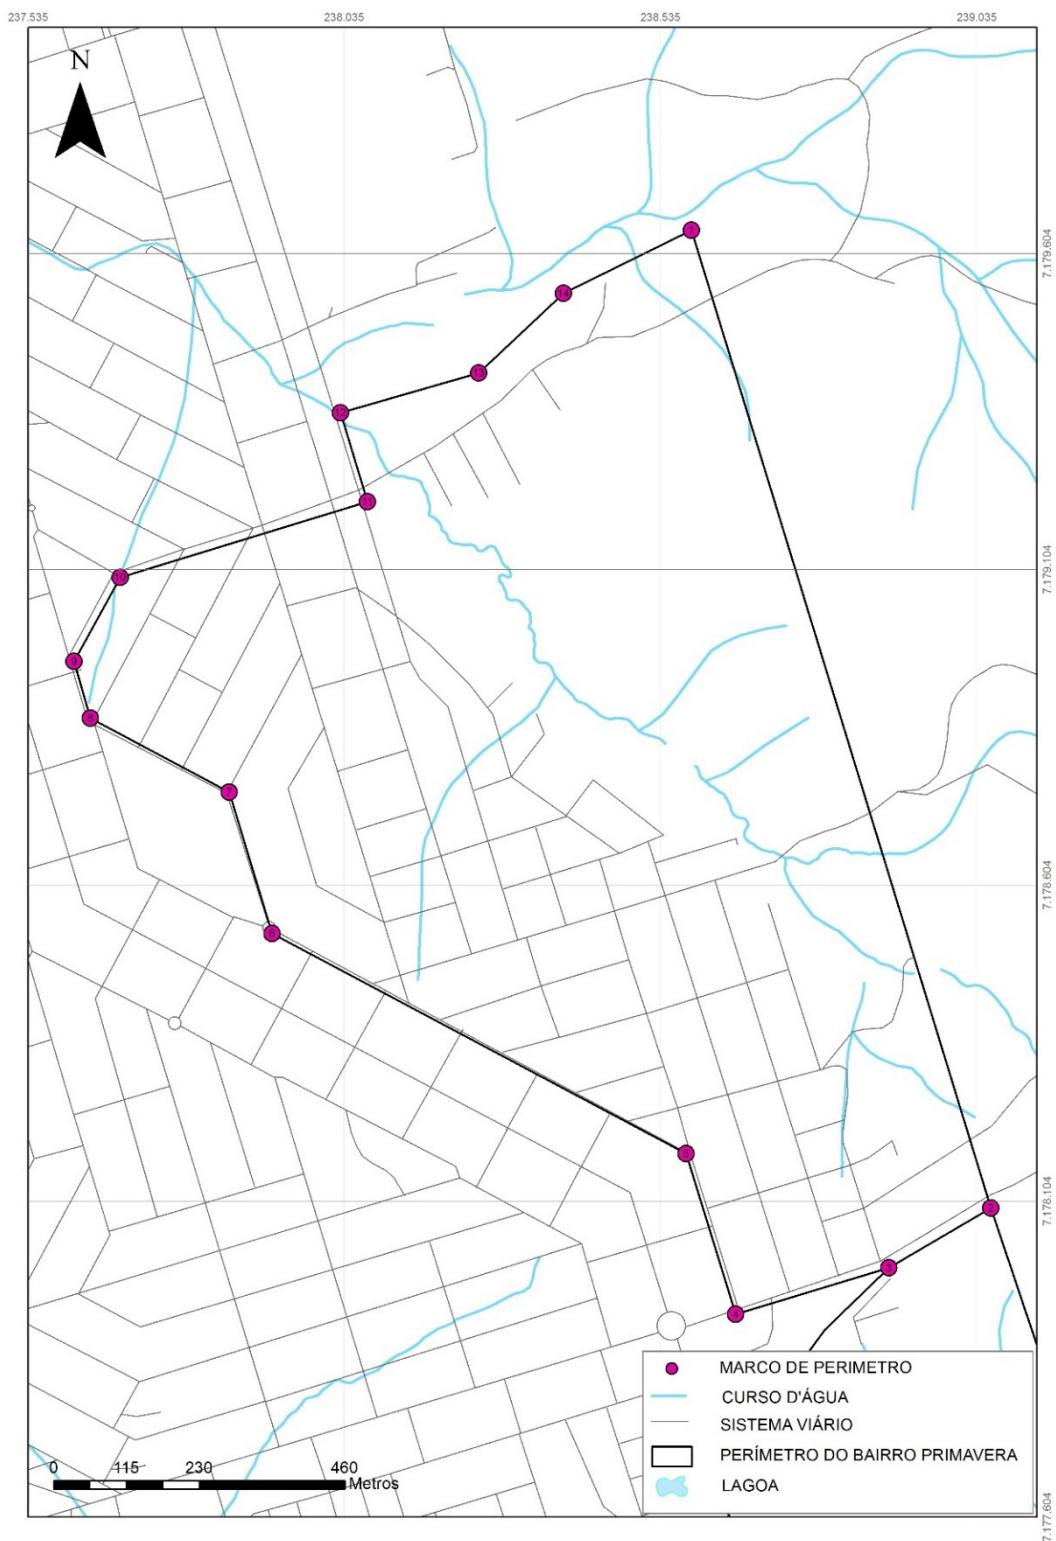 237.535
238.035
238.535
239.035
N
1
7.179.604
14
13
12
11
7.179.104
10
9
8
7
7.178.604
6
5
7.178.104
2
3
4
MARCO DE PERIMETRO
CURSO D'ÁGUA
SISTEMA VIÁRIO
PERÍMETRO DO BAIRRO PRIMAVERA
LAGOA
0 115 230 460
Metros
7.177.604